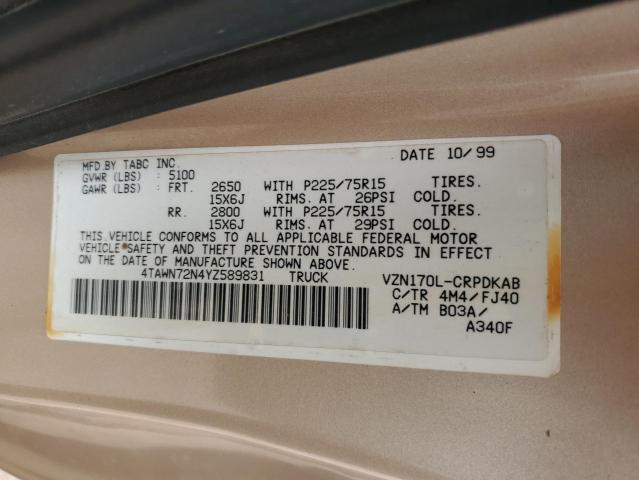 MFD.BY TABC INC. DATE 10/99
GVWR (LBS) : 5100
GAWR (LBS) : FRT. 2650 WITH P225/75R15 TIRES.
15X6J RIMS. AT 26PSI COLD.
RR. 2800 WITH P225/75R15 TIRES.
15X6J RIMS. AT 29PSI COLD.
THIS VEHICLE CONFORMS TO ALL APPLICABLE FEDERAL MOTOR
VEHICLE SAFETY AND THEFT PREVENTION STANDARDS IN EFFECT
ON THE DATE OF MANUFACTURE SHOWN ABOVE.
4TAWN72N4YZ589831 TRUCK VZN170L-CRPDKAB
C/TR 4M4/FJ40
A/TM B03A/
A340F